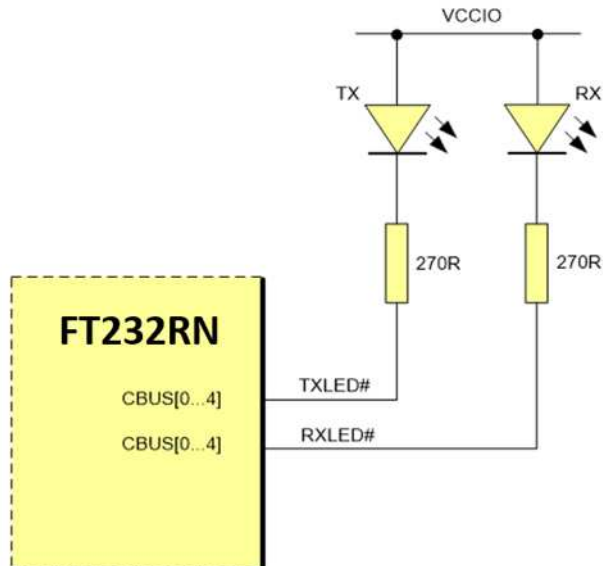 VCCIO
TX
RX
270R
270R
FT232RN
CBUS[0...4]
TXLED#
CBUS[0...4]
RXLED#